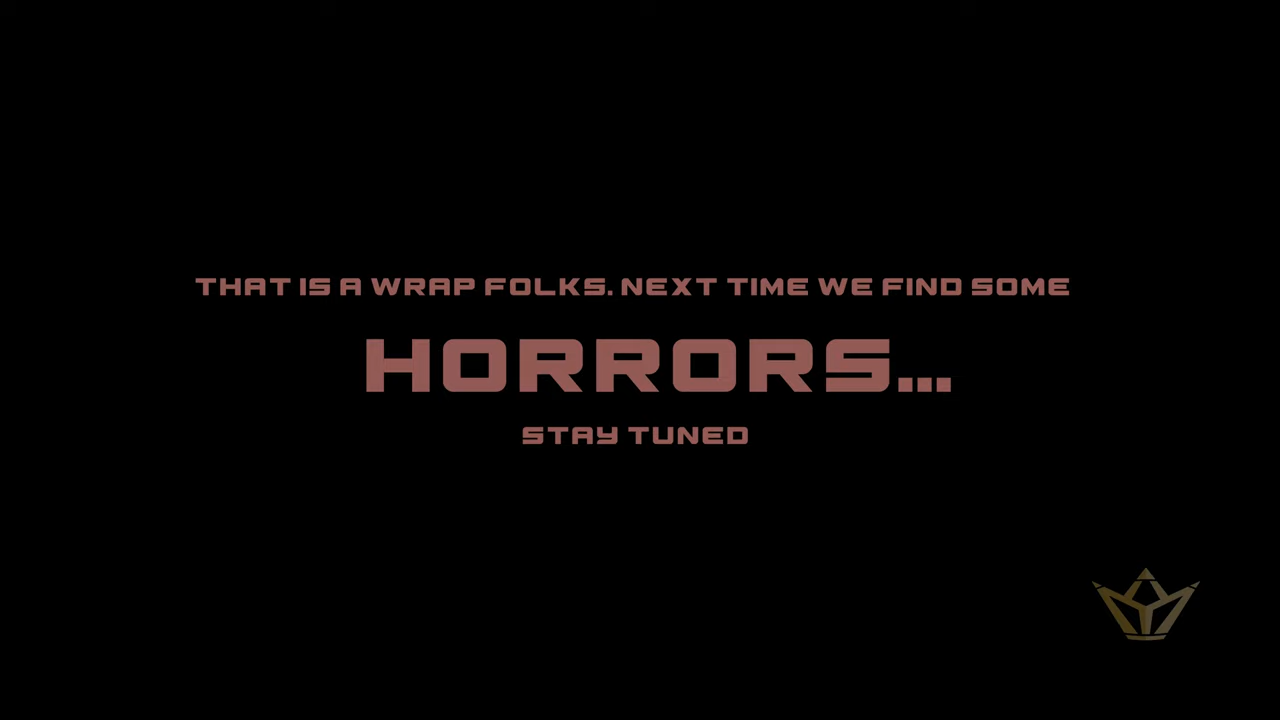 THAT IS A WRAP FOLKS. NEXT TIME WE FIND SOME
HORRORS...
STAY TUNED